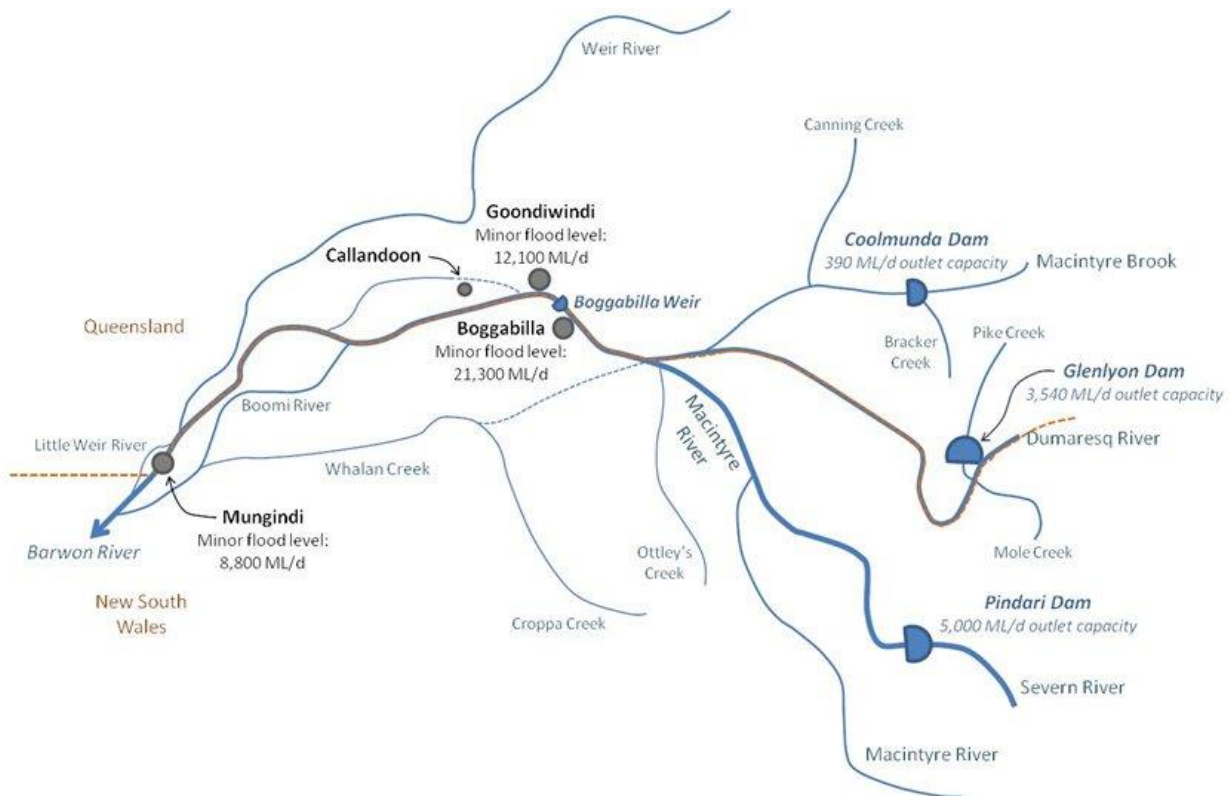 Weir River
Canning Creek
Goondiwindi
Minor flood level:
12,100 ML/d
Callandoon
Coolmunda Dam
390 ML/d outlet capacity
Macintyre Brook
Boggabilla Weir
Queensland
Boggabilla
Minor flood level:
21,300 ML/d
Bracker
Creek
Pike Creek
Glenlyon Dam
3,540 ML/d outlet capacity
Dumaresq River
Boomi River
Macintyre
River
Little Weir River
Whalan Creek
Mungindi
Minor flood level:
8,800 ML/d
Barwon River
Ottley's
Creek
Mole Creek
New South
Wales
Croppa Creek
Pindari Dam
5,000 ML/d outlet capacity
Severn River
Macintyre River